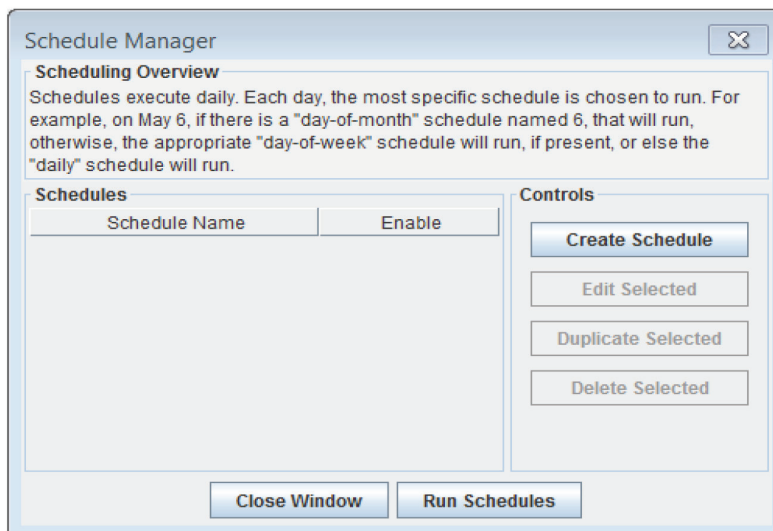 Schedule Manager
Scheduling Overview
Schedules execute daily. Each day, the most specific schedule is chosen to run. For
example, on May 6, if there is a "day-of-month" schedule named 6, that will run,
otherwise, the appropriate "day-of-week" schedule will run, if present, or else the
"daily" schedule will run.
Schedules
Schedule Name Enable
Controls
Create Schedule
Edit Selected
Duplicate Selected
Delete Selected
Close Window Run Schedules